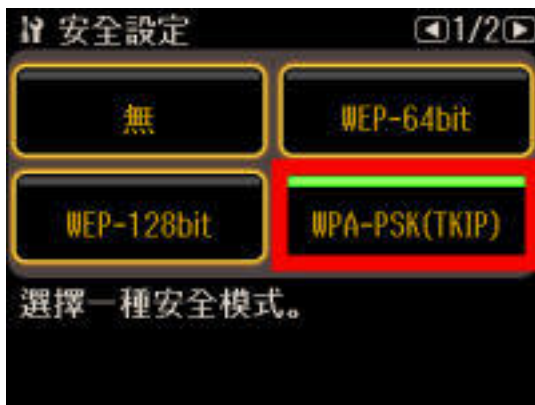 安全設定 ◀1/2▶
無 WEP-64bit
WEP-128bit WPA-PSK(TKIP)
選擇一種安全模式。